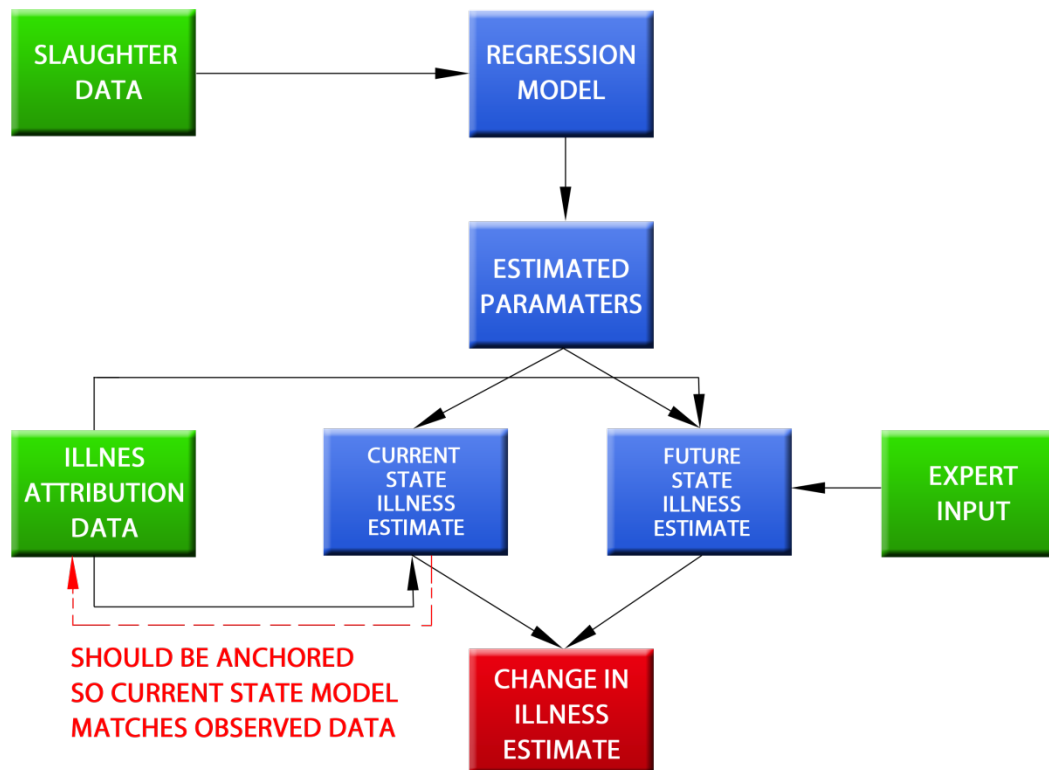 SLAUGHTER
DATA
REGRESSION
MODEL
ESTIMATED
PARAMATERS
ILLNES
ATTRIBUTION
DATA
CURRENT
STATE
ILLNESS
ESTIMATE
FUTURE
STATE
ILLNESS
ESTIMATE
EXPERT
INPUT
SHOULD BE ANCHORED
SO CURRENT STATE MODEL
MATCHES OBSERVED DATA
CHANGE IN
ILLNESS
ESTIMATE